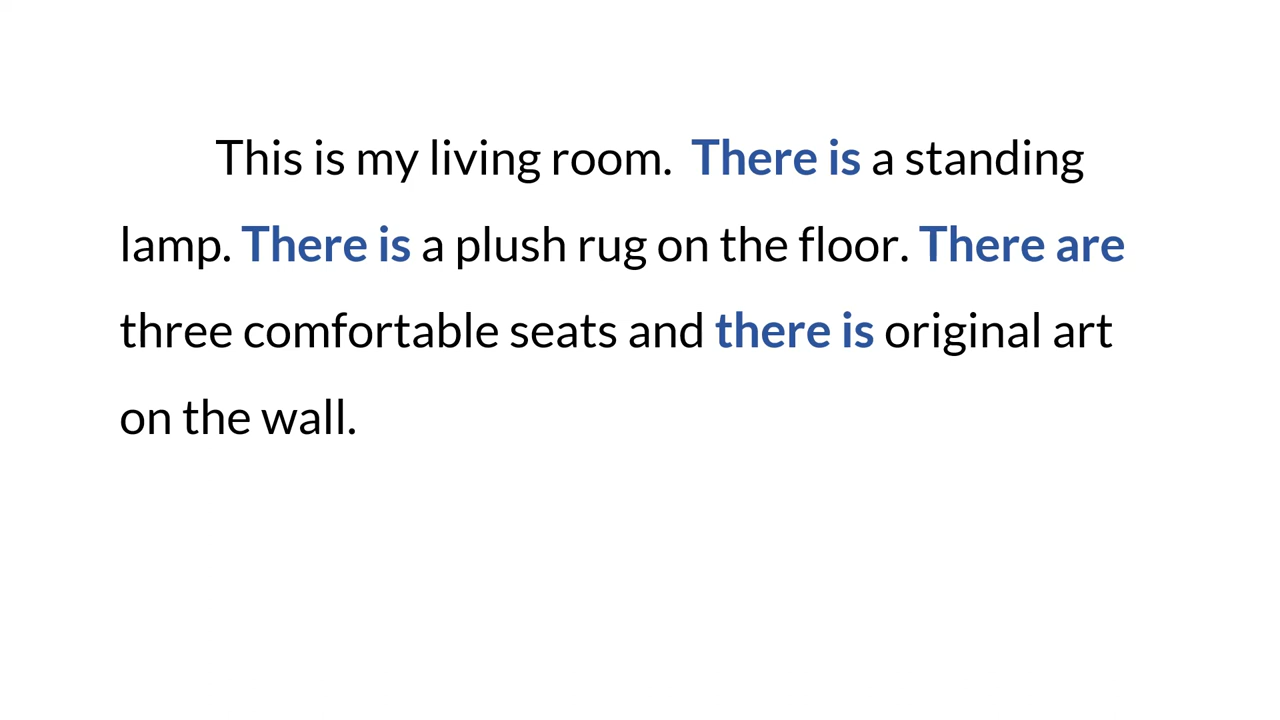 This is my living room.  There is a standing
lamp. There is a plush rug on the floor. There are
three comfortable seats and there is original art
on the wall.